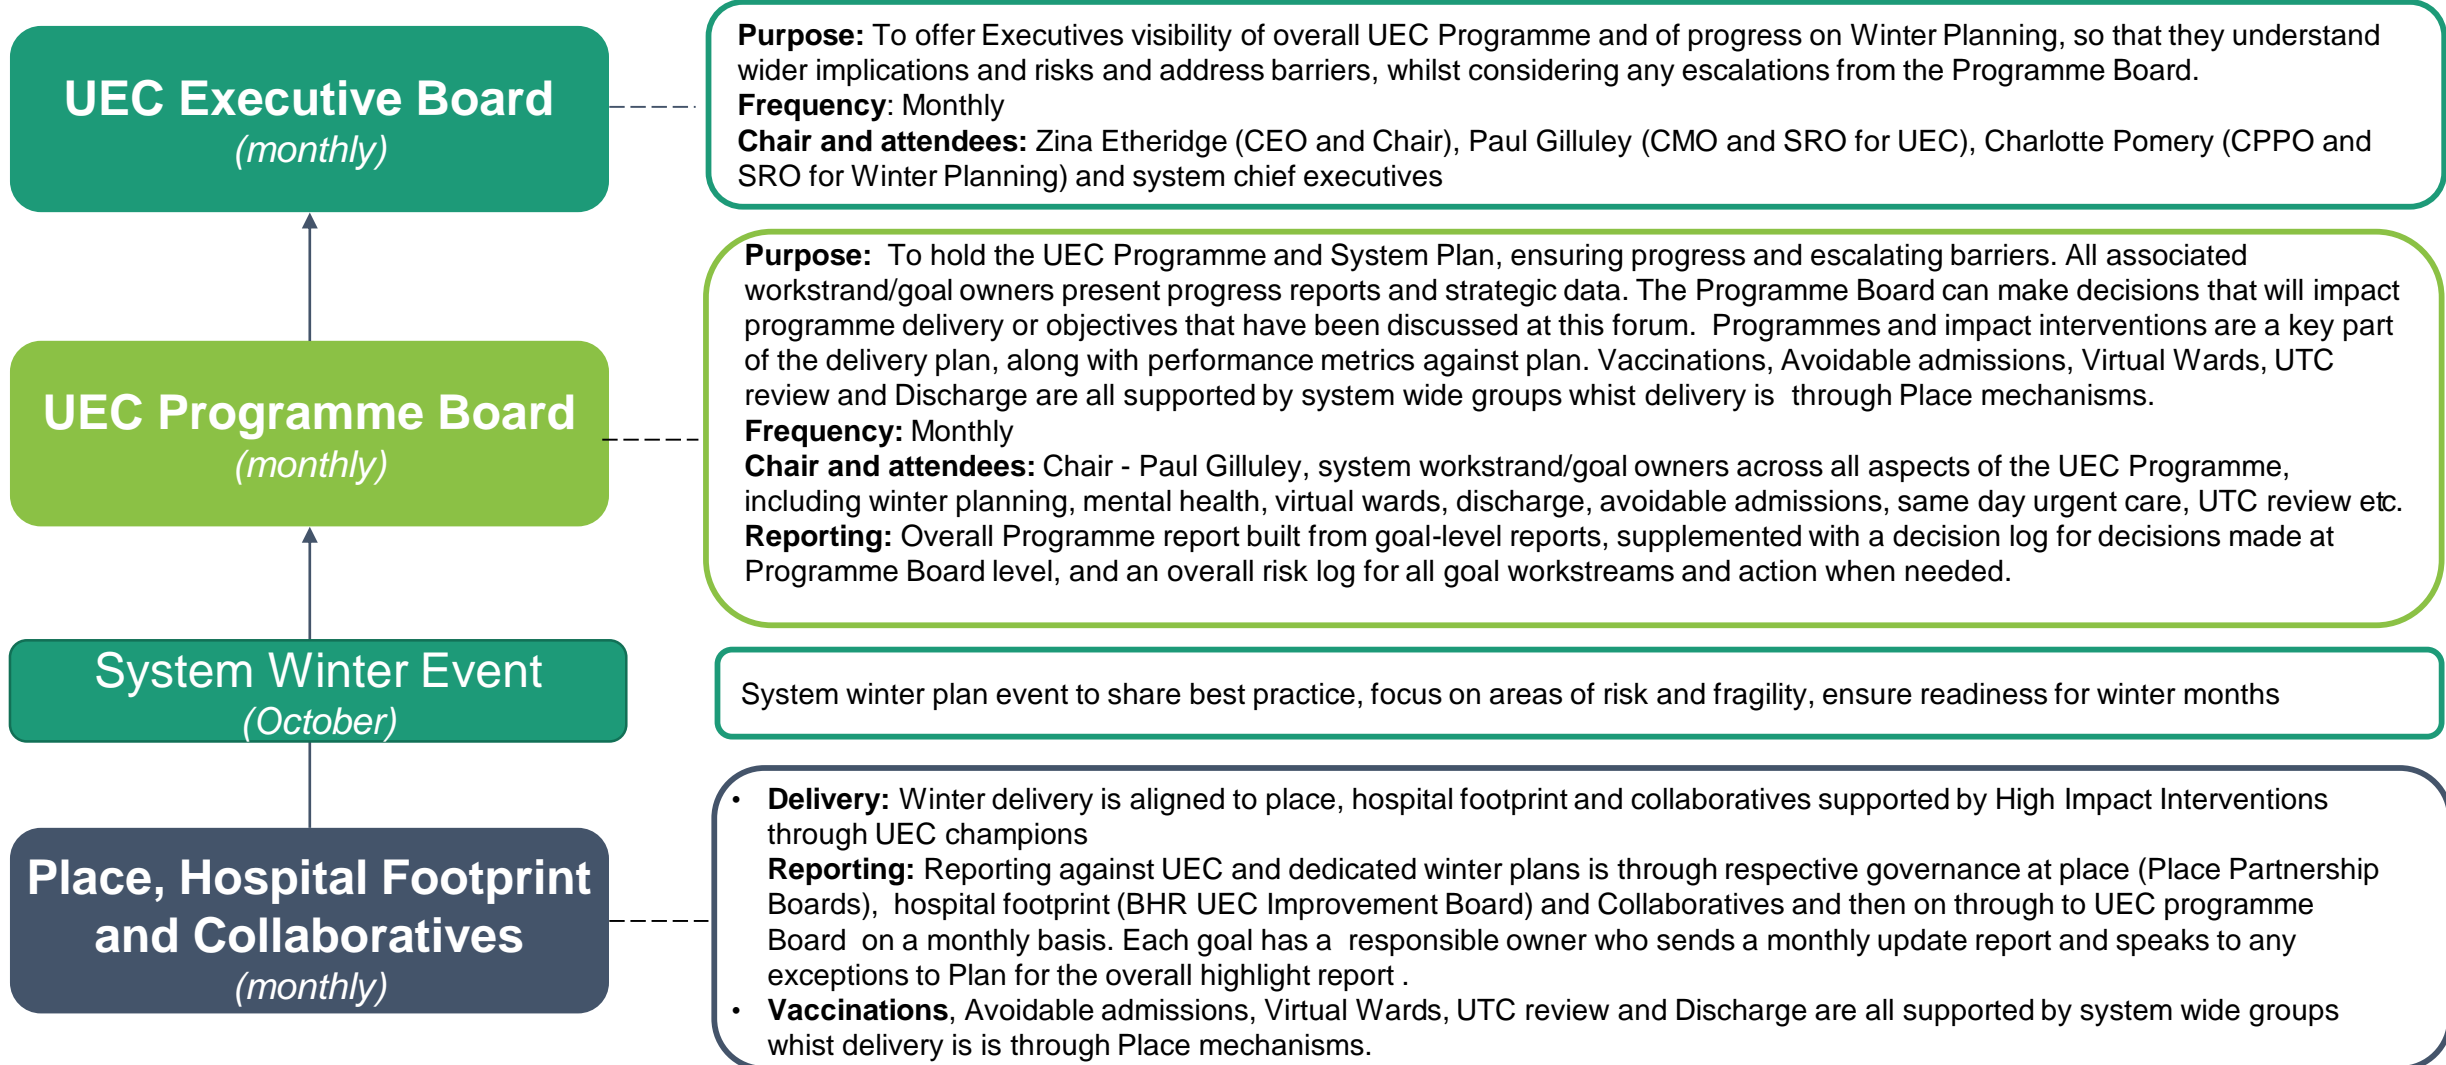 UEC Executive Board
(monthly)
Purpose: To offer Executives visibility of overall UEC Programme and of progress on Winter Planning, so that they understand
wider implications and risks and address barriers, whilst considering any escalations from the Programme Board.
Frequency: Monthly
Chair and attendees: Zina Etheridge (CEO and Chair), Paul Gilluley (CMO and SRO for UEC), Charlotte Pomery (CPPO and
SRO for Winter Planning) and system chief executives
UEC Programme Board
(monthly)
Purpose: To hold the UEC Programme and System Plan, ensuring progress and escalating barriers. All associated
workstrand/goal owners present progress reports and strategic data. The Programme Board can make decisions that will impact
programme delivery or objectives that have been discussed at this forum. Programmes and impact interventions are a key part
of the delivery plan, along with performance metrics against plan. Vaccinations, Avoidable admissions, Virtual Wards, UTC
review and Discharge are all supported by system wide groups whist delivery is through Place mechanisms.
Frequency: Monthly
Chair and attendees: Chair - Paul Gilluley, system workstrand/goal owners across all aspects of the UEC Programme,
including winter planning, mental health, virtual wards, discharge, avoidable admissions, same day urgent care, UTC review etc.
Reporting: Overall Programme report built from goal-level reports, supplemented with a decision log for decisions made at
Programme Board level, and an overall risk log for all goal workstreams and action when needed.
System Winter Event
(October)
System winter plan event to share best practice, focus on areas of risk and fragility, ensure readiness for winter months
Place, Hospital Footprint
and Collaboratives
(monthly)
• Delivery: Winter delivery is aligned to place, hospital footprint and collaboratives supported by High Impact Interventions
through UEC champions
Reporting: Reporting against UEC and dedicated winter plans is through respective governance at place (Place Partnership
Boards), hospital footprint (BHR UEC Improvement Board) and Collaboratives and then on through to UEC programme
Board on a monthly basis. Each goal has a responsible owner who sends a monthly update report and speaks to any
exceptions to Plan for the overall highlight report .
• Vaccinations, Avoidable admissions, Virtual Wards, UTC review and Discharge are all supported by system wide groups
whist delivery is is through Place mechanisms.